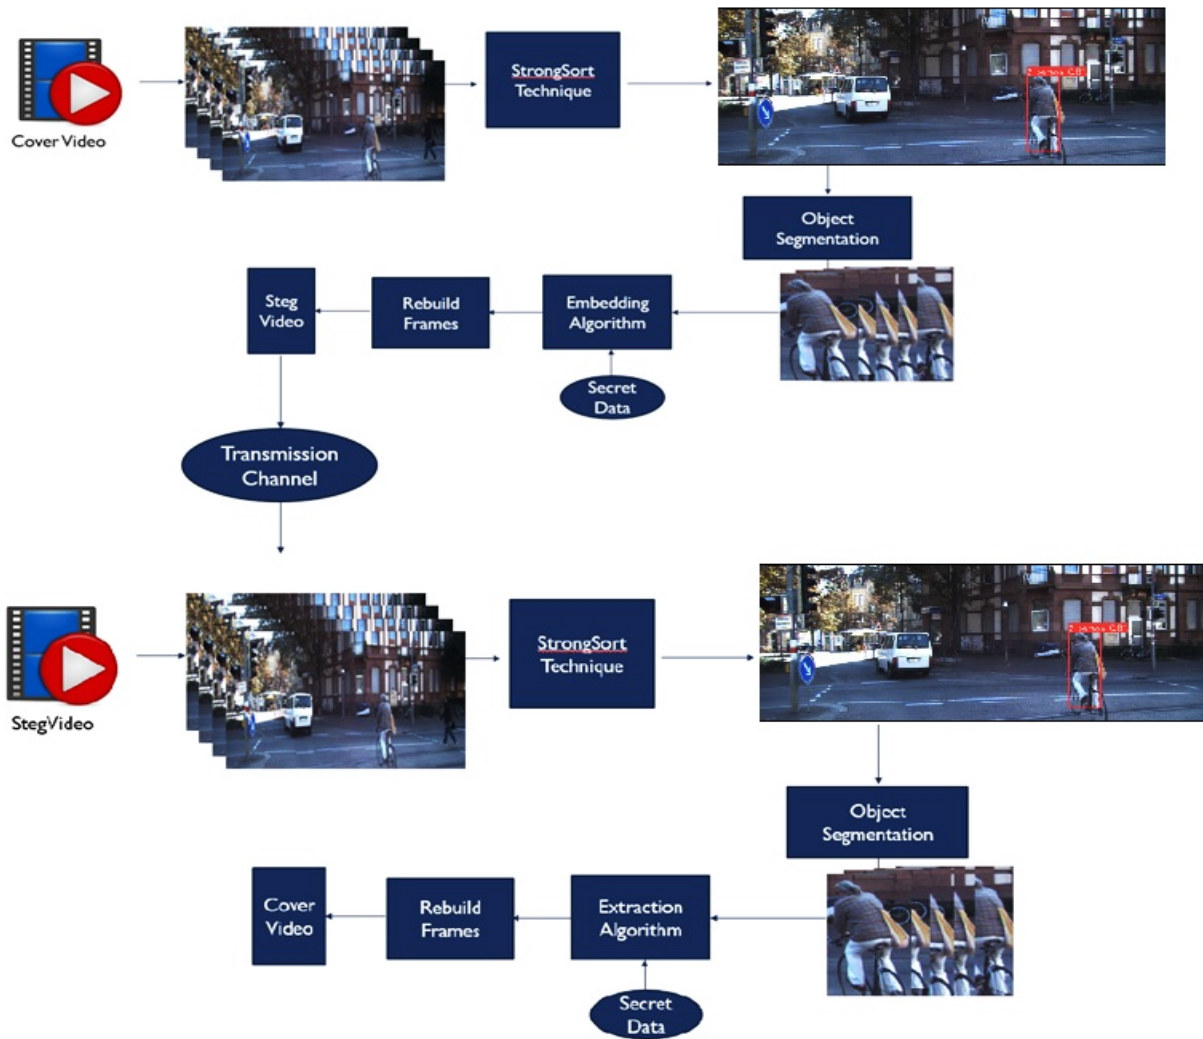 Cover Video
StrongSort
Technique
Object
Segmentation
Steg
Video
Rebuild
Frames
Embedding
Algorithm
Secret
Data
Transmission
Channel
StegVideo
StrongSort
Technique
Object
Segmentation
Cover
Video
Rebuild
Frames
Extraction
Algorithm
Secret
Data